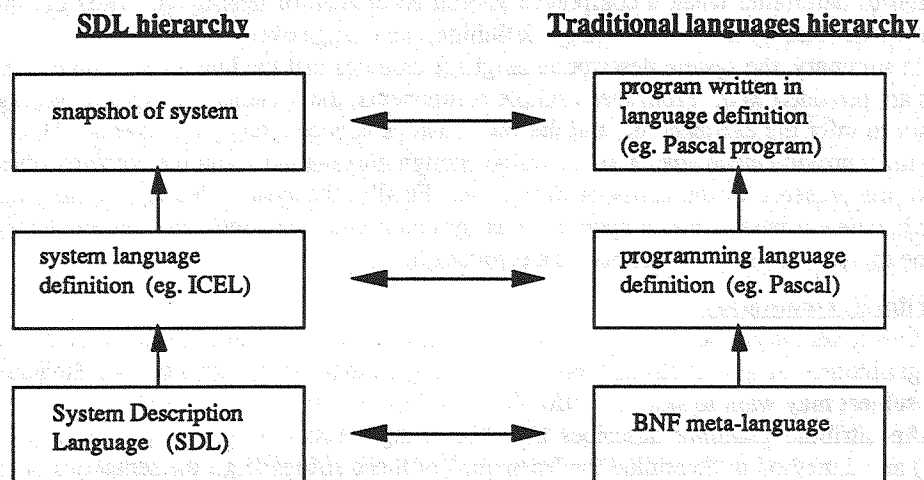 SDL hierarchy
Traditional languages hierarchy
snapshot of system
program written in
language definition
(eg. Pascal program)
system language
definition (eg. ICEL)
programming language
definition (eg. Pascal)
System Description
Language (SDL)
BNF meta-language